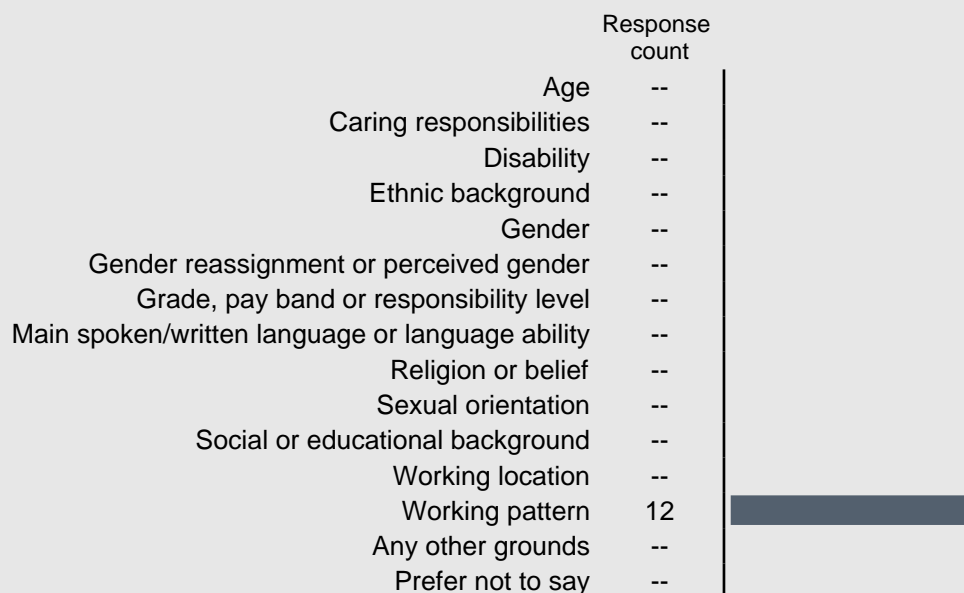 Response
count
Age --
Caring responsibilities --
Disability --
Ethnic background --
Gender --
Gender reassignment or perceived gender --
Grade, pay band or responsibility level --
Main spoken/written language or language ability --
Religion or belief --
Sexual orientation --
Social or educational background --
Working location --
Working pattern 12
Any other grounds --
Prefer not to say --